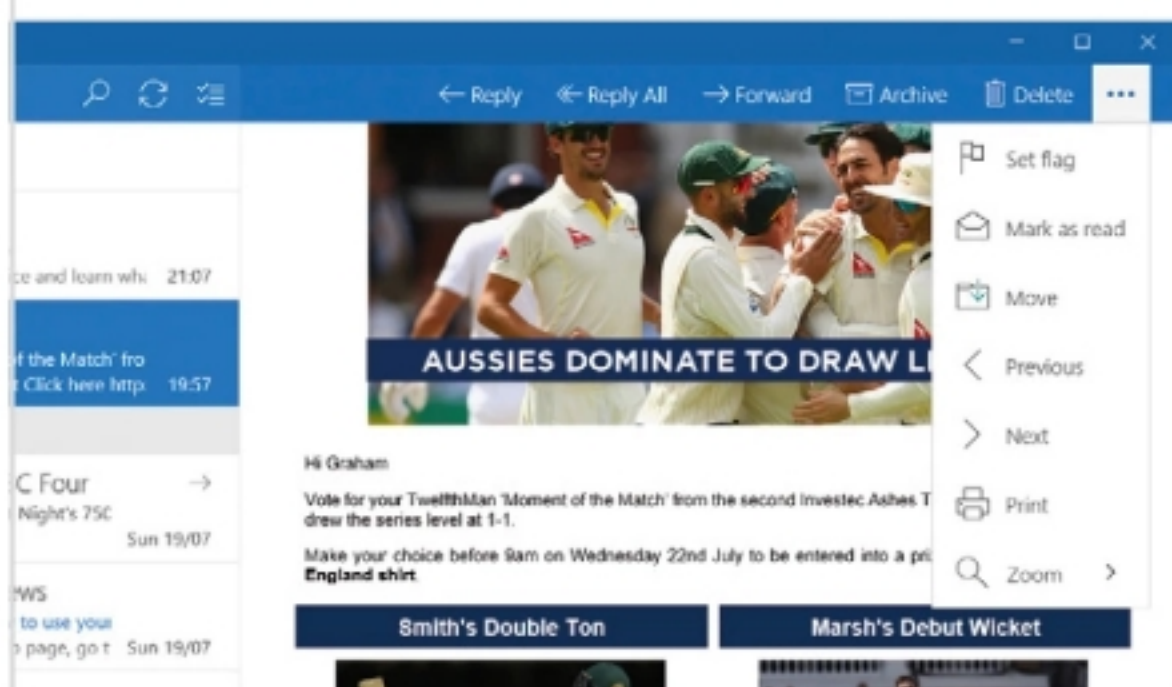 Reply
Reply All
Forward
Archive
Delete
Set flag
Mark as read
Move
Previous
Next
Print
Zoom
ce and learn wha 21:07
of the Match' fro
t Click here http: 19:57
C Four
Night's 750
Sun 19/07
ews
to use your
page, go t Sun 19/07
AUSSIES DOMINATE TO DRAW L
Hi Graham
Vote for your TwelfthMan 'Moment of the Match' from the second Investec Ashes T
drew the series level at 1-1.
Make your choice before 9am on Wednesday 22nd July to be entered into a pri
England shirt
Smith's Double Ton
Marsh's Debut Wicket